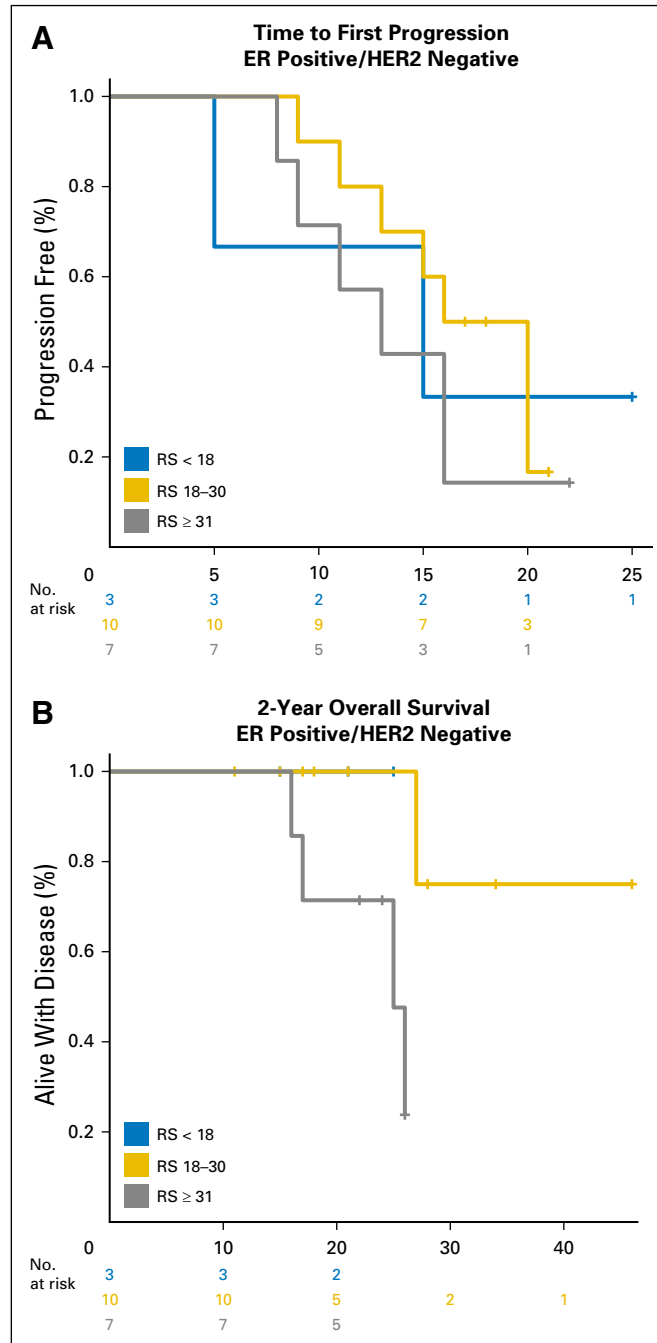 A
Time to First Progression
ER Positive/HER2 Negative
Progression Free (%)
1.0
0.8
0.6
0.4
0.2
RS < 18
RS 18–30
RS ≥ 31
0 5 10 15 20 25
No.
at risk
3 3 2 2 1 1
10 10 9 7 3
7 7 5 3 1
B
2-Year Overall Survival
ER Positive/HER2 Negative
Alive With Disease (%)
1.0
0.8
0.6
0.4
0.2
RS < 18
RS 18–30
RS ≥ 31
0 10 20 30 40
No.
at risk
3 3 2
10 10 5 2 1
7 7 5